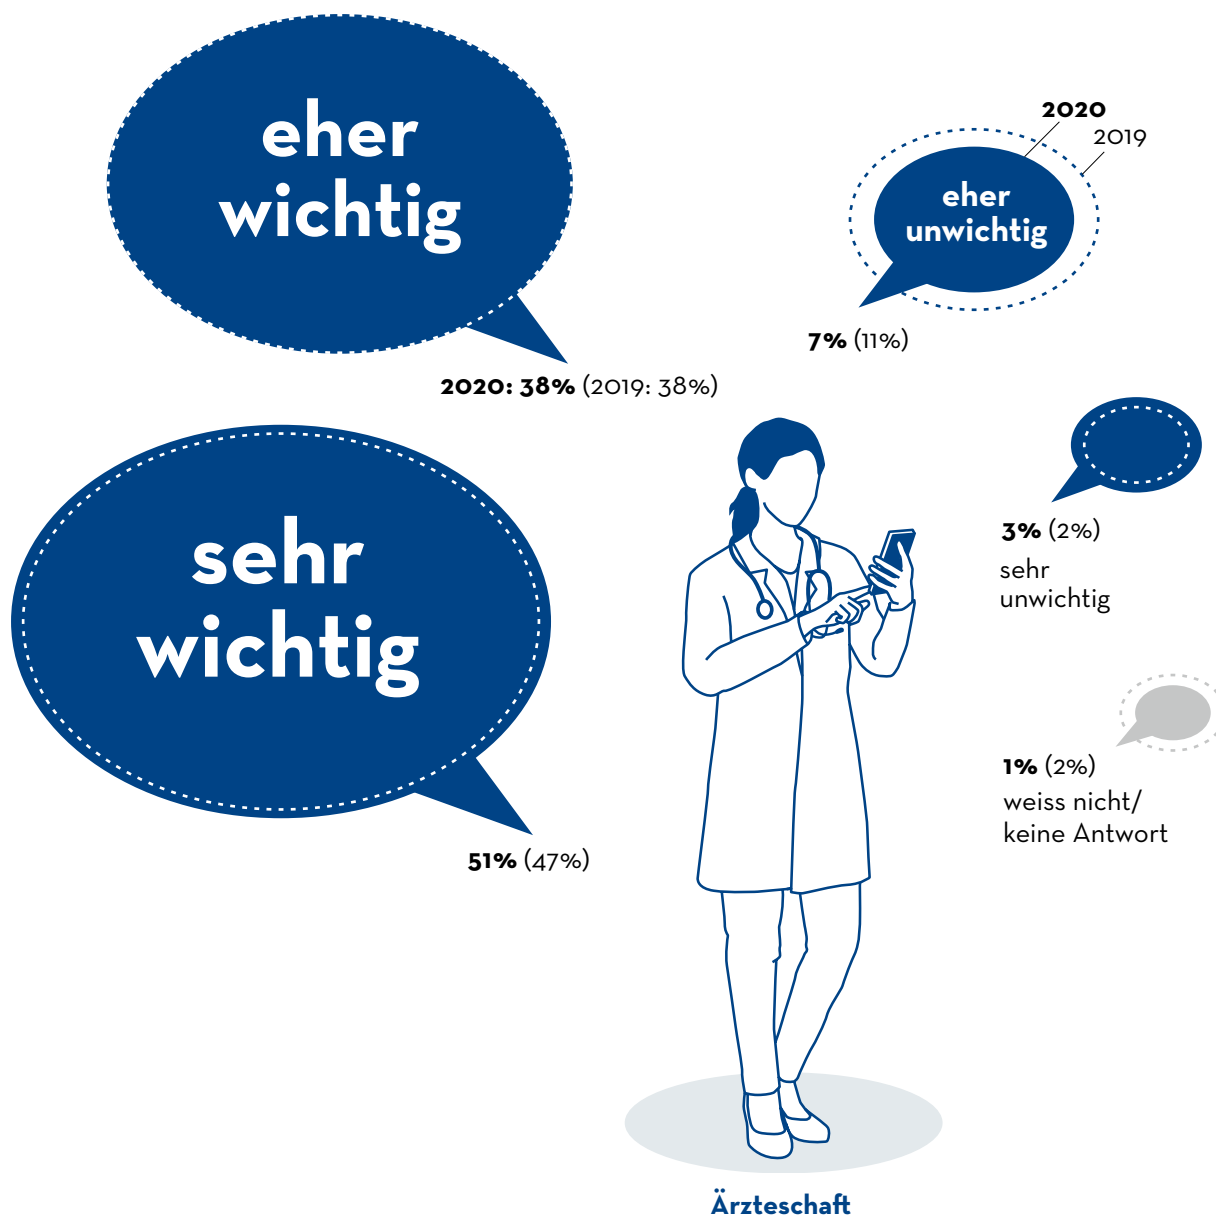 eher
wichtig
2020: 38% (2019: 38%)
2020
2019
eher
unwichtig
7% (11%)
sehr
wichtig
51% (47%)
3% (2%)
sehr
unwichtig
1% (2%)
weiss nicht/
keine Antwort
Ärzteschaft